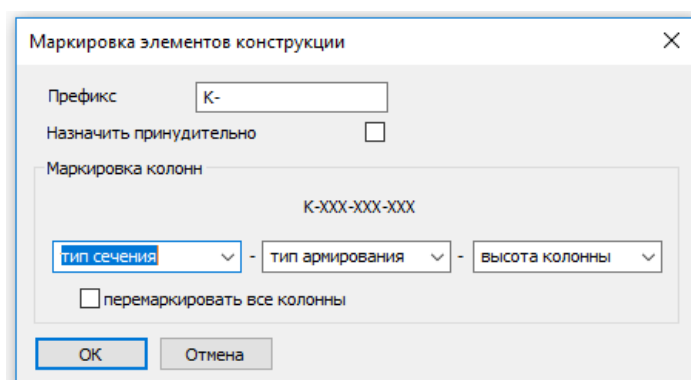 Маркировка элементов конструкции
Префикс К-
Назначить принудительно
Маркировка колонн
К-XXX-XXX-XXX
тип сечения - тип армирования - высота колонны
перемаркировать все колонны
ОК Отмена